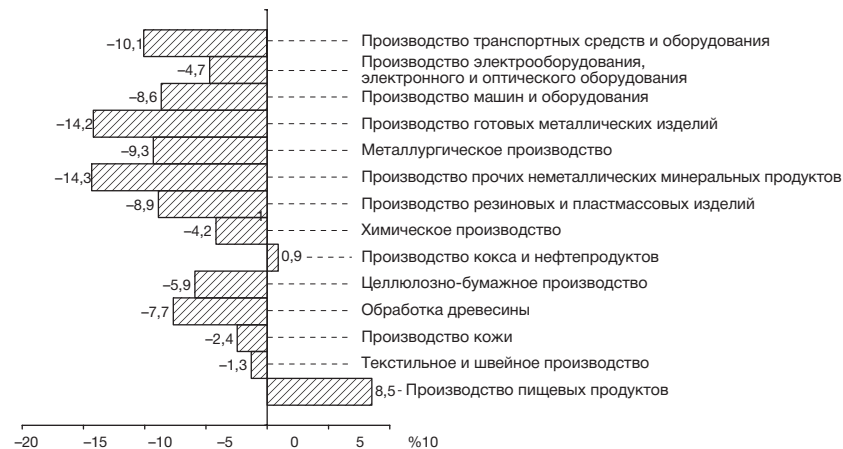 −10,1 Производство транспортных средств и оборудования
−4,7 Производство электрооборудования,
электронного и оптического оборудования
−8,6 Производство машин и оборудования
−14,2 Производство готовых металлических изделий
−9,3 Металлургическое производство
−14,3 Производство прочих неметаллических минеральных продуктов
−8,9 Производство резиновых и пластмассовых изделий
1
−4,2 Химическое производство
0,9 Производство кокса и нефтепродуктов
−5,9 Целлюлозно-бумажное производство
−7,7 Обработка древесины
−2,4 Производство кожи
−1,3 Текстильное и швейное производство
8,5 - Производство пищевых продуктов
−20 −15 −10 −5 0 5 %10